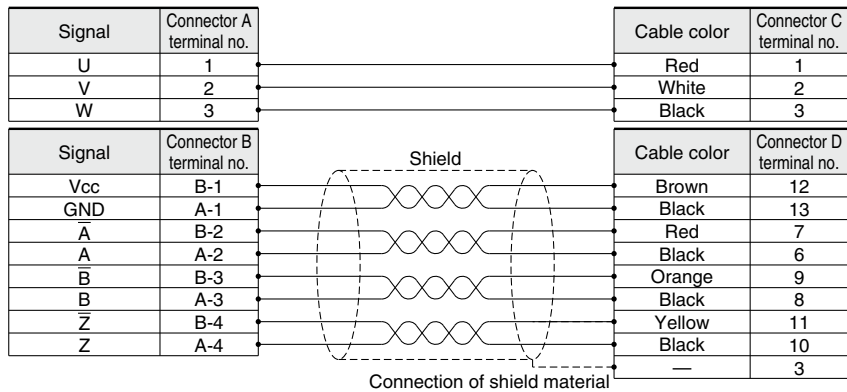 Signal Connector A terminal no. Cable color Connector C terminal no.
U 1 Red 1
V 2 White 2
W 3 Black 3
Signal Connector B terminal no. Shield Cable color Connector D terminal no.
Vcc B-1 Brown 12
GND A-1 Black 13
A̅ B-2 Red 7
A A-2 Black 6
B̅ B-3 Orange 9
B A-3 Black 8
Z̅ B-4 Yellow 11
Z A-4 Black 10
— 3
Connection of shield material